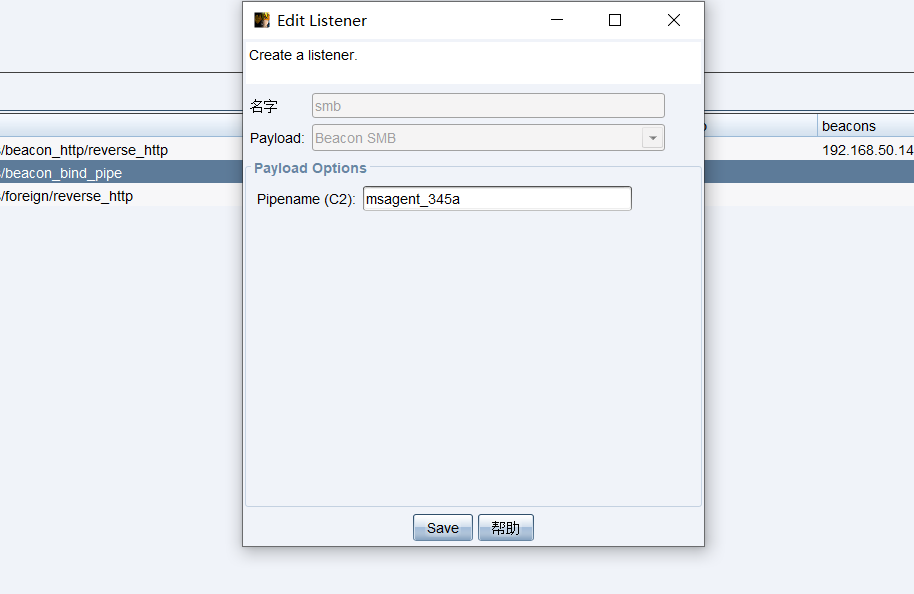 Edit Listener
Create a listener.
名字 smb
Payload: Beacon SMB
Payload Options
Pipename (C2): msagent_345a
Save 帮助
beacons
/beacon_http/reverse_http 192.168.50.14
/beacon_bind_pipe
/foreign/reverse_http